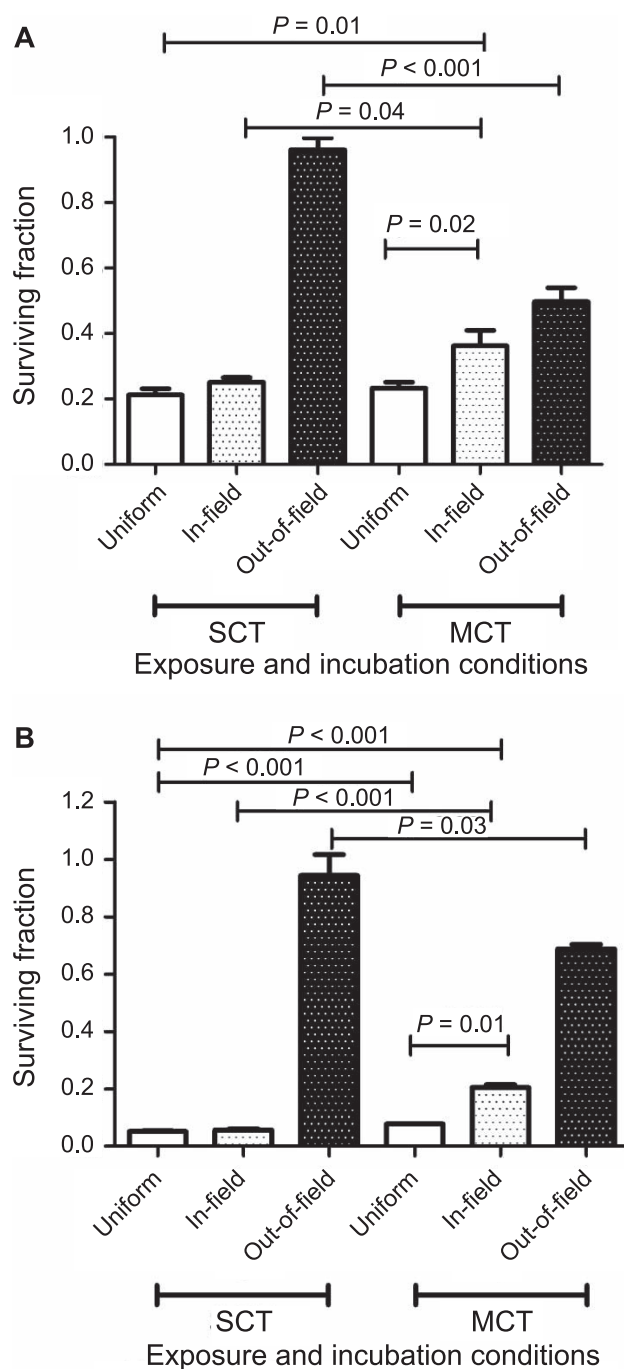 A
P = 0.01
P < 0.001
P = 0.04
1.0
0.8
P = 0.02
0.6
0.4
0.2
0.0
Surviving fraction
Uniform In-field Out-of-field Uniform In-field Out-of-field
SCT MCT
Exposure and incubation conditions
B
P < 0.001
P < 0.001
P < 0.001
1.2
P = 0.03
1.0
0.8
0.6
0.4
P = 0.01
0.2
0.0
Surviving fraction
Uniform In-field Out-of-field Uniform In-field Out-of-field
SCT MCT
Exposure and incubation conditions